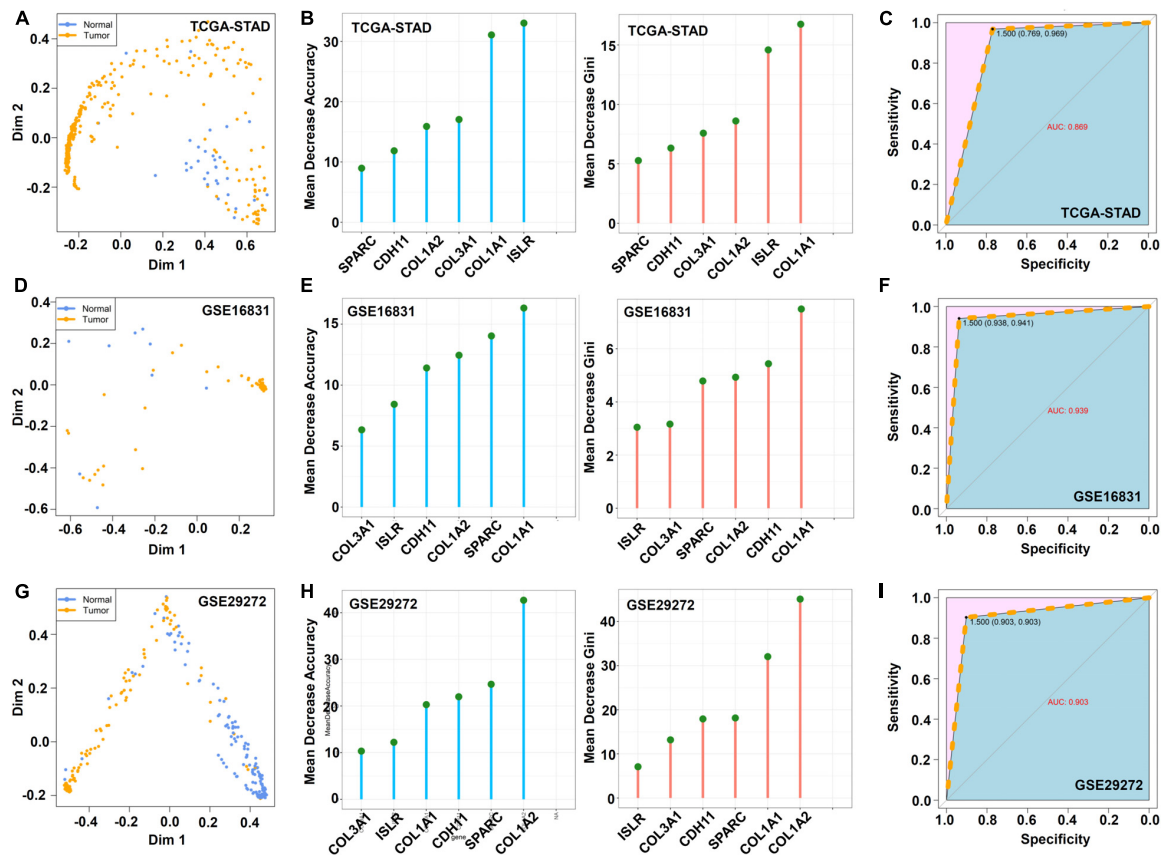 A
Normal
Tumor
TCGA-STAD
0.4
0.2
0.0
-0.2
Dim 2
-0.2
0.0
0.2
0.4
0.6
Dim 1
B
TCGA-STAD
30
20
10
0
Mean Decrease Accuracy
SPARC
CDH11
COL1A2
COL3A1
COL1A1
ISLR
TCGA-STAD
15
10
5
0
Mean Decrease Gini
SPARC
CDH11
COL3A1
COL1A2
ISLR
COL1A1
C
1.0
0.8
0.6
0.4
0.2
0.0
Sensitivity
1.500 (0.769, 0.969)
AUC: 0.869
TCGA-STAD
1.0
0.8
0.6
0.4
0.2
0.0
Specificity
D
Normal
Tumor
GSE16831
0.4
0.2
0.0
-0.2
-0.4
-0.6
Dim 2
-0.6
-0.4
-0.2
0.0
0.2
Dim 1
E
GSE16831
15
10
5
0
Mean Decrease Accuracy
COL3A1
ISLR
CDH11
COL1A2
SPARC
COL1A1
GSE16831
6
4
2
0
Mean Decrease Gini
ISLR
COL3A1
SPARC
COL1A2
CDH11
COL1A1
F
1.0
0.8
0.6
0.4
0.2
0.0
Sensitivity
1.500 (0.938, 0.941)
AUC: 0.939
GSE16831
1.0
0.8
0.6
0.4
0.2
0.0
Specificity
G
Normal
Tumor
GSE29272
0.4
0.2
0.0
-0.2
Dim 2
-0.4
-0.2
0.0
0.2
0.4
0.6
Dim 1
H
GSE29272
40
30
20
10
0
Mean Decrease Accuracy
MeanDecreaseAccuracy
COL3A1
ISLR
COL1A1
CDH11
SPARC
COL1A2
N/A
gene
GSE29272
40
30
20
10
0
Mean Decrease Gini
ISLR
COL3A1
CDH11
SPARC
COL1A1
COL1A2
I
1.0
0.8
0.6
0.4
0.2
0.0
Sensitivity
1.500 (0.903, 0.903)
AUC: 0.903
GSE29272
1.0
0.8
0.6
0.4
0.2
0.0
Specificity